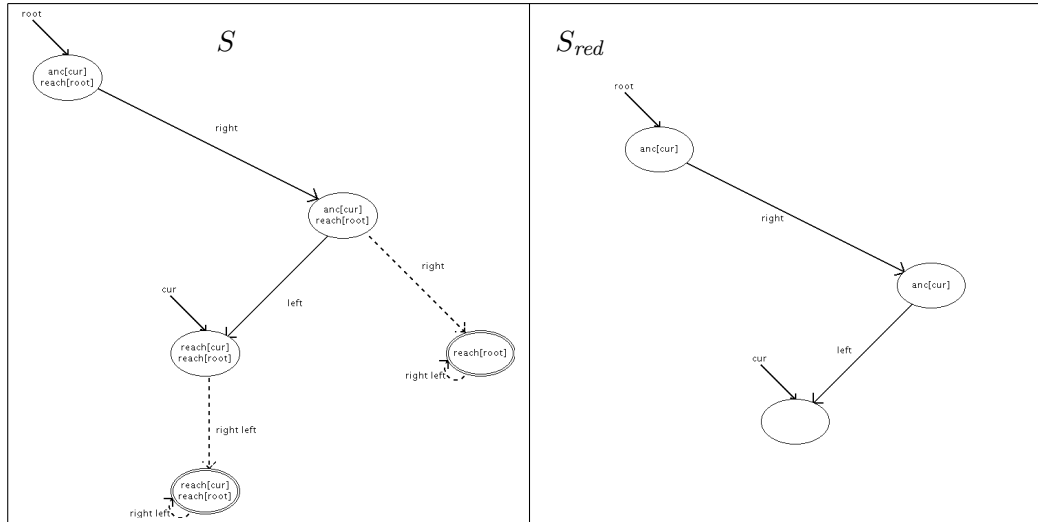 root
S
anc[cur]
reach[root]
right
anc[cur]
reach[root]
right
cur
left
reach[cur]
reach[root]
reach[root]
right left
right left
reach[cur]
reach[root]
right left
S_red
root
anc[cur]
right
anc[cur]
left
cur